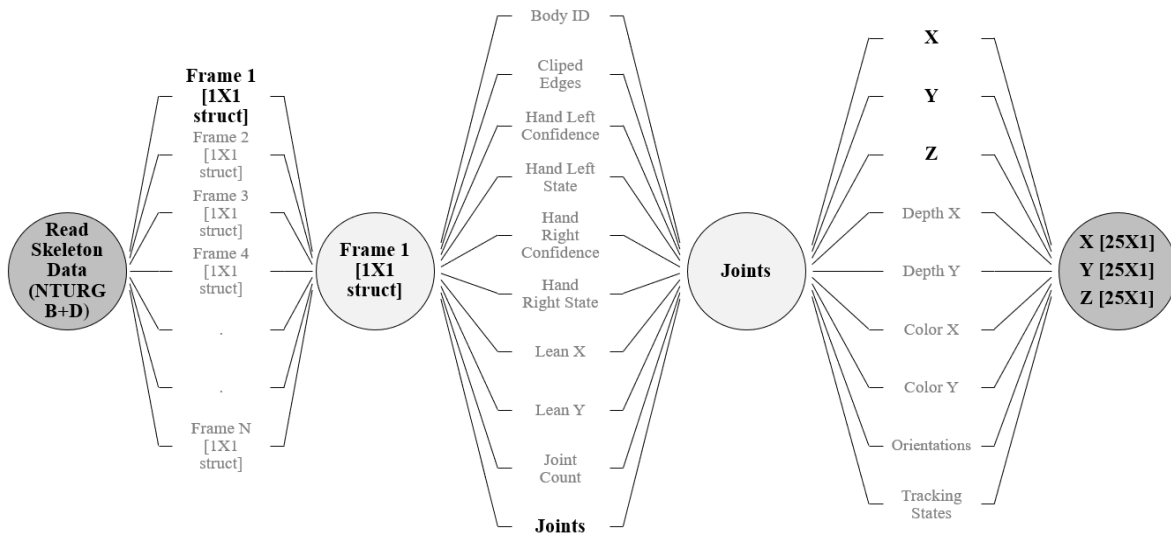 Read
Skeleton
Data
(NTURG
B+D)
Frame 1
[1X1
struct]
Frame 2
[1X1
struct]
Frame 3
[1X1
struct]
Frame 4
[1X1
struct]
.
.
Frame N
[1X1
struct]
Frame 1
[1X1
struct]
Body ID
Cliped
Edges
Hand Left
Confidence
Hand Left
State
Hand
Right
Confidence
Hand
Right State
Lean X
Lean Y
Joint
Count
Joints
Joints
X
Y
Z
Depth X
Depth Y
Color X
Color Y
Orientations
Tracking
States
X [25X1]
Y [25X1]
Z [25X1]